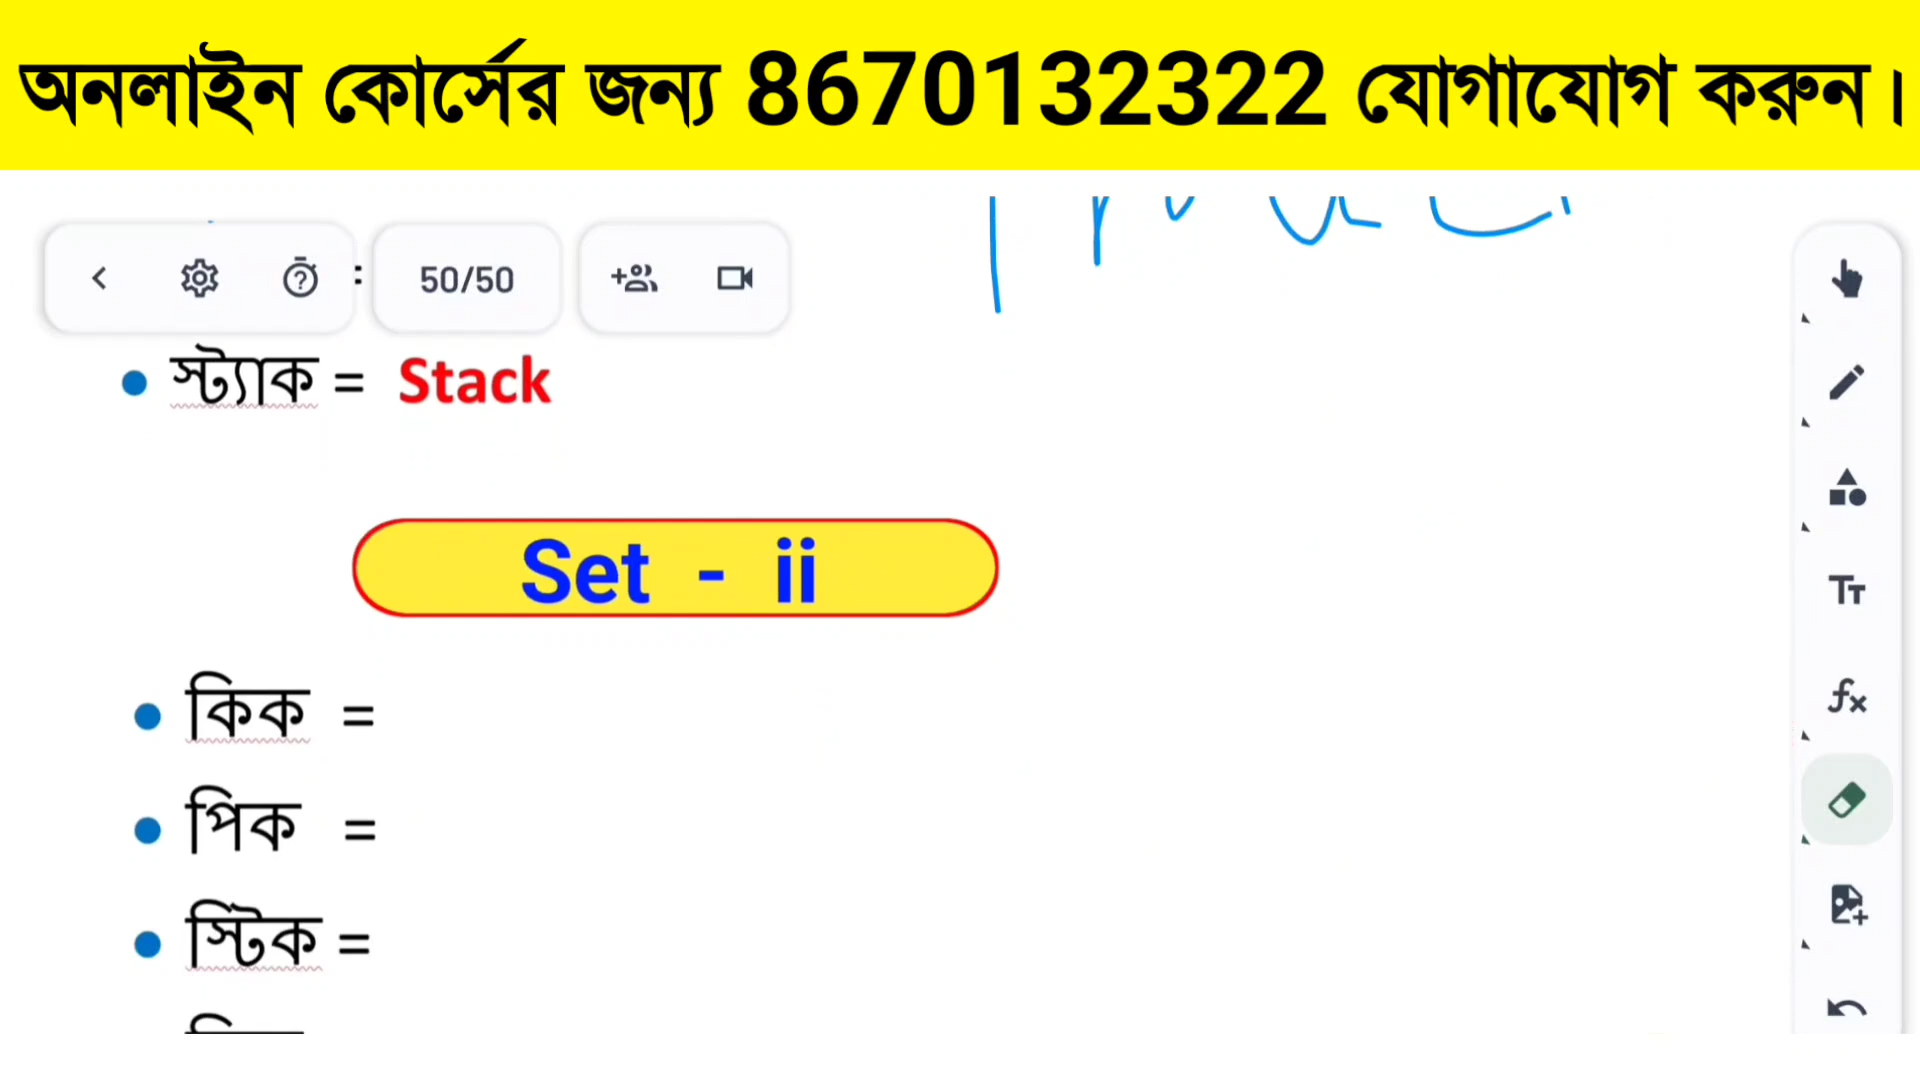 অনলাইন কোর্সের জন্য 8670132322 যোগাযোগ করুন।
50/50
স্ট্যাক = Stack
Set - ii
কিক =
পিক =
স্টিক =